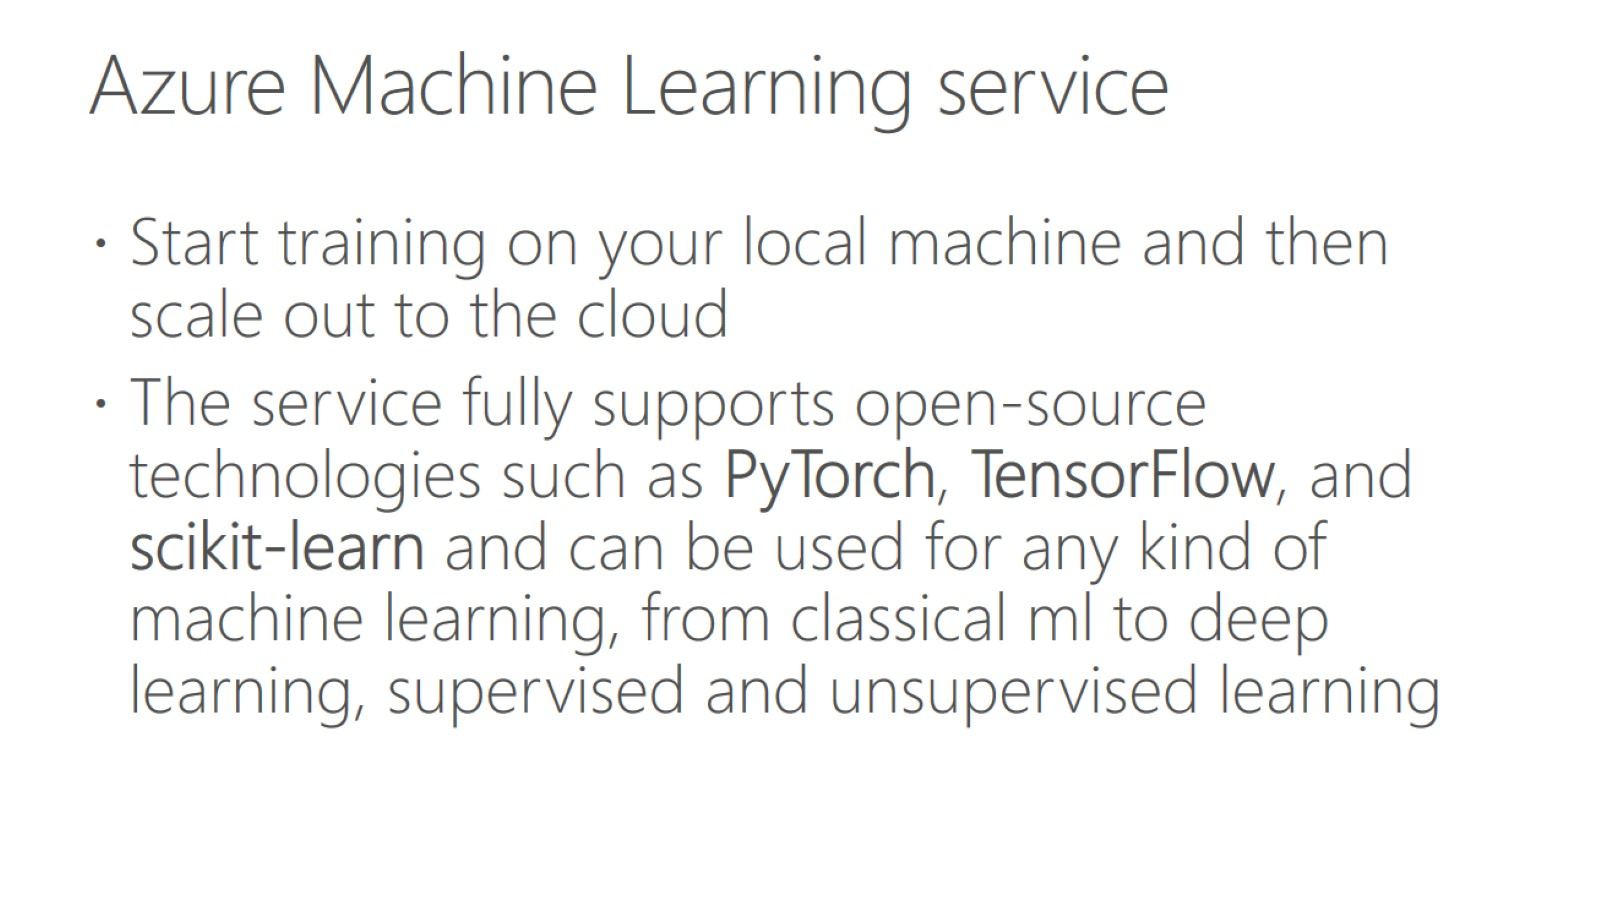 Azure Machine Learning service
· Start training on your local machine and then
scale out to the cloud
· The service fully supports open-source
technologies such as PyTorch, TensorFlow, and
scikit-learn and can be used for any kind of
machine learning, from classical ml to deep
learning, supervised and unsupervised learning